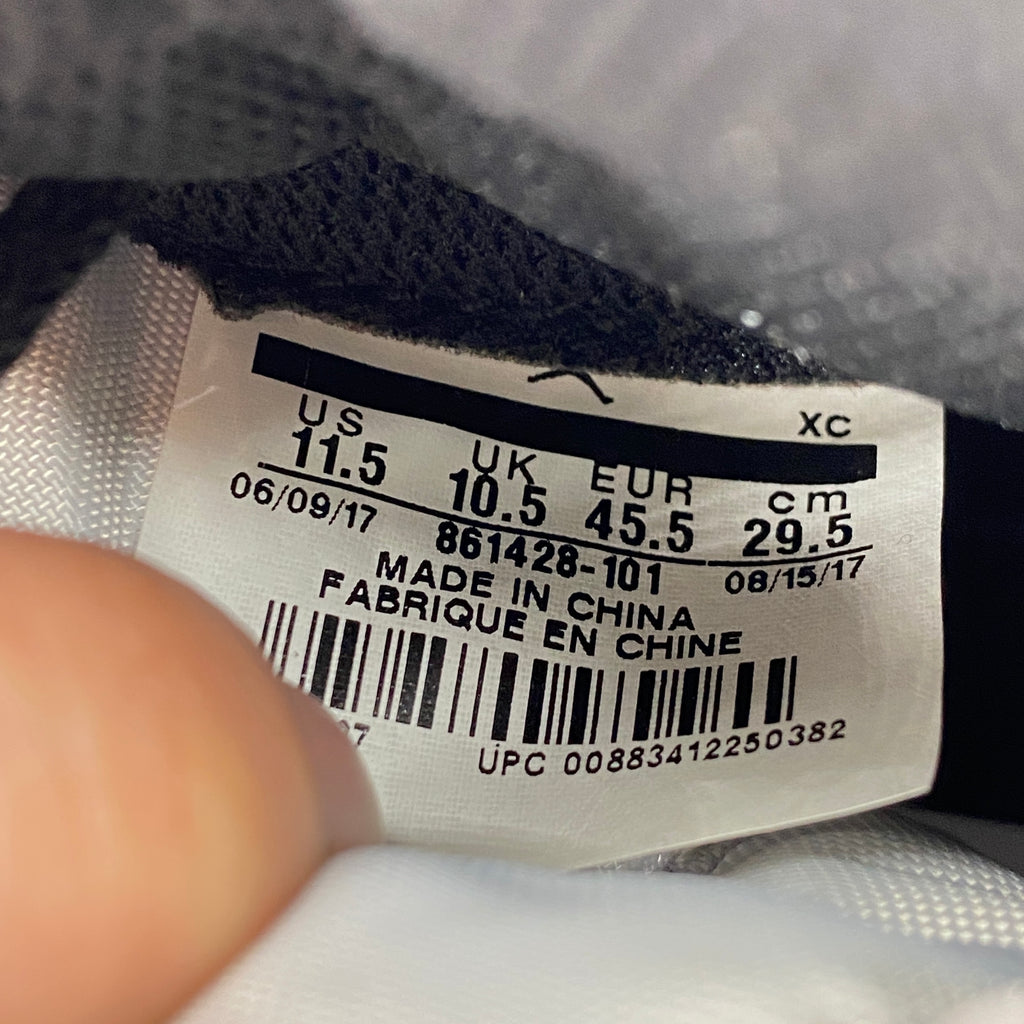 XC
US UK EUR cm
11.5 10.5 45.5 29.5
06/09/17 861428-101 08/15/17
MADE IN CHINA
FABRIQUE EN CHINE
7
UPC 00883412250382